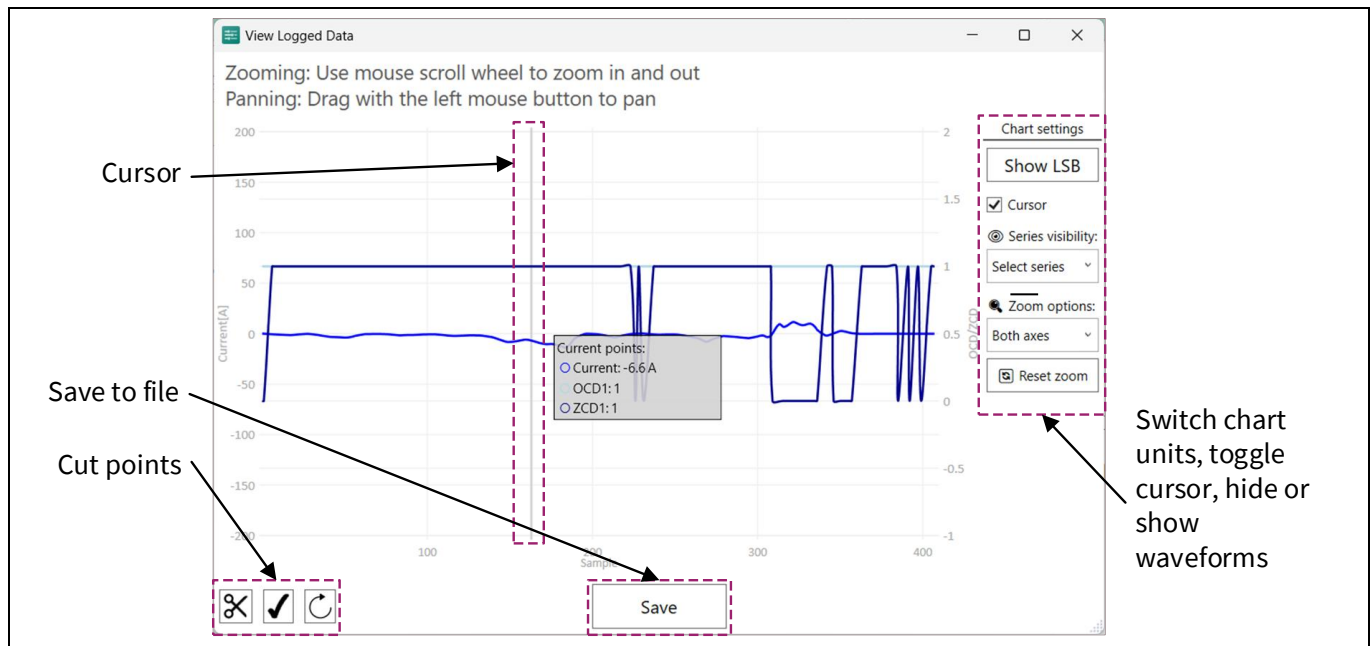 View Logged Data
Zooming: Use mouse scroll wheel to zoom in and out
Panning: Drag with the left mouse button to pan
Cursor
Save to file
Cut points
200
150
100
50
0
-50
-100
-150
-200
Current[A]
Current points:
Current: -6.6 A
OCD1: 1
ZCD1: 1
100
200
300
400
Sample
2
1.5
1
0.5
0
-0.5
-1
OCD/ZCD
Chart settings
Show LSB
Cursor
Series visibility:
Select series
Zoom options:
Both axes
Reset zoom
Switch chart
units, toggle
cursor, hide or
show
waveforms
Save